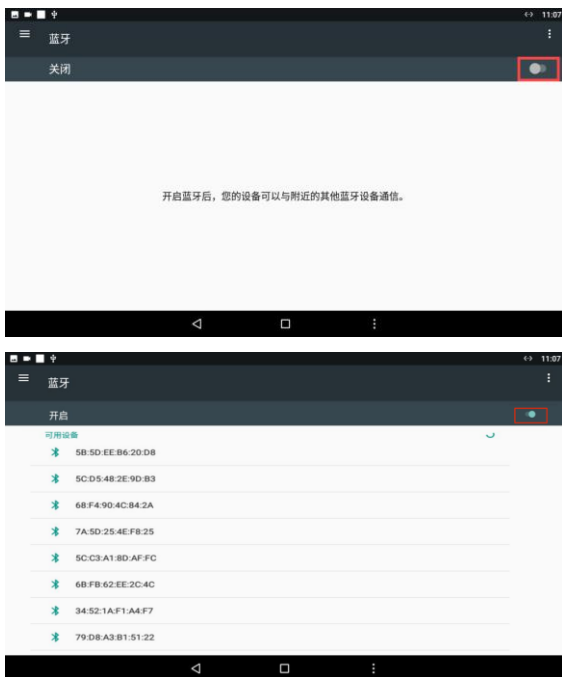 11:07
蓝牙
关闭
开启蓝牙后，您的设备可以与附近的其他蓝牙设备通信。
11:07
蓝牙
开启
可用设备
5B:5D:EE:B6:20:D8
5C:D5:48:2E:9D:B3
68:F4:90:4C:84:2A
7A:5D:25:4E:F8:25
5C:C3:A1:8D:AF:FC
6B:FB:62:EE:2C:4C
34:52:1A:F1:A4:F7
79:D8:A3:B1:51:22